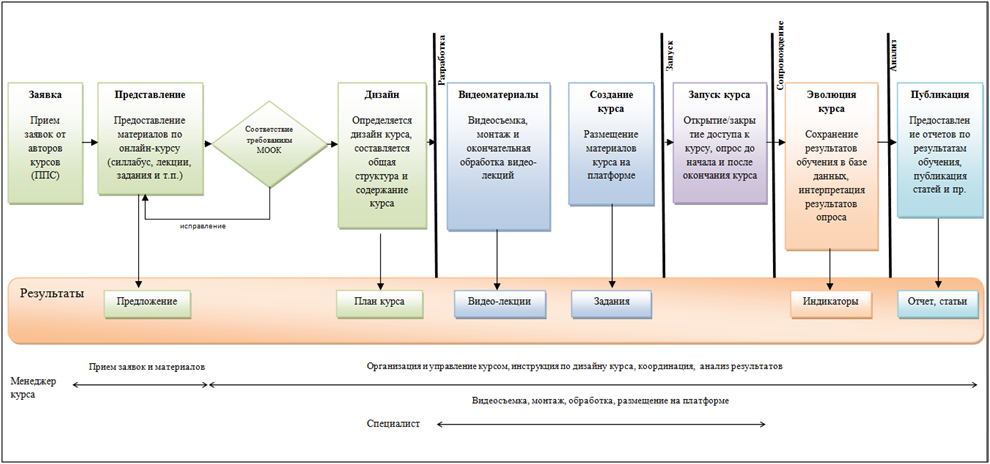 Разработка
Запуск
Сопровождение
Анализ
Заявка
Прием
заявок от
авторов
курсов
(ППС)
Представление
Предоставление
материалов по
онлайн-курсу
(силлабус, лекции,
задания и т.п.)
Соответствие
требованиям
МООК
исправление
Дизайн
Определяется
дизайн курса,
составляется
общая
структура и
содержание
курса
Видеоматериалы
Видеосъемка,
монтаж и
окончательная
обработка видео-
лекций
Создание
курса
Размещение
материалов
курса на
платформе
Запуск курса
Открытие/закры
тие доступа к
курсу, опрос до
начала и после
окончания курса
Эволюция
курса
Сохранение
результатов
обучения в базе
данных,
интерпретация
результатов
опроса
Публикация
Предоставлен
ие отчетов по
результатам
обучения,
публикация
статей и пр.
Результаты
Предложение
План курса
Видео-лекции
Задания
Индикаторы
Отчет, статьи
Менеджер
курса
Прием заявок и материалов
Организация и управление курсом, инструкция по дизайну курса, координация, анализ результатов
Видеосъемка, монтаж, обработка, размещение на платформе
Специалист